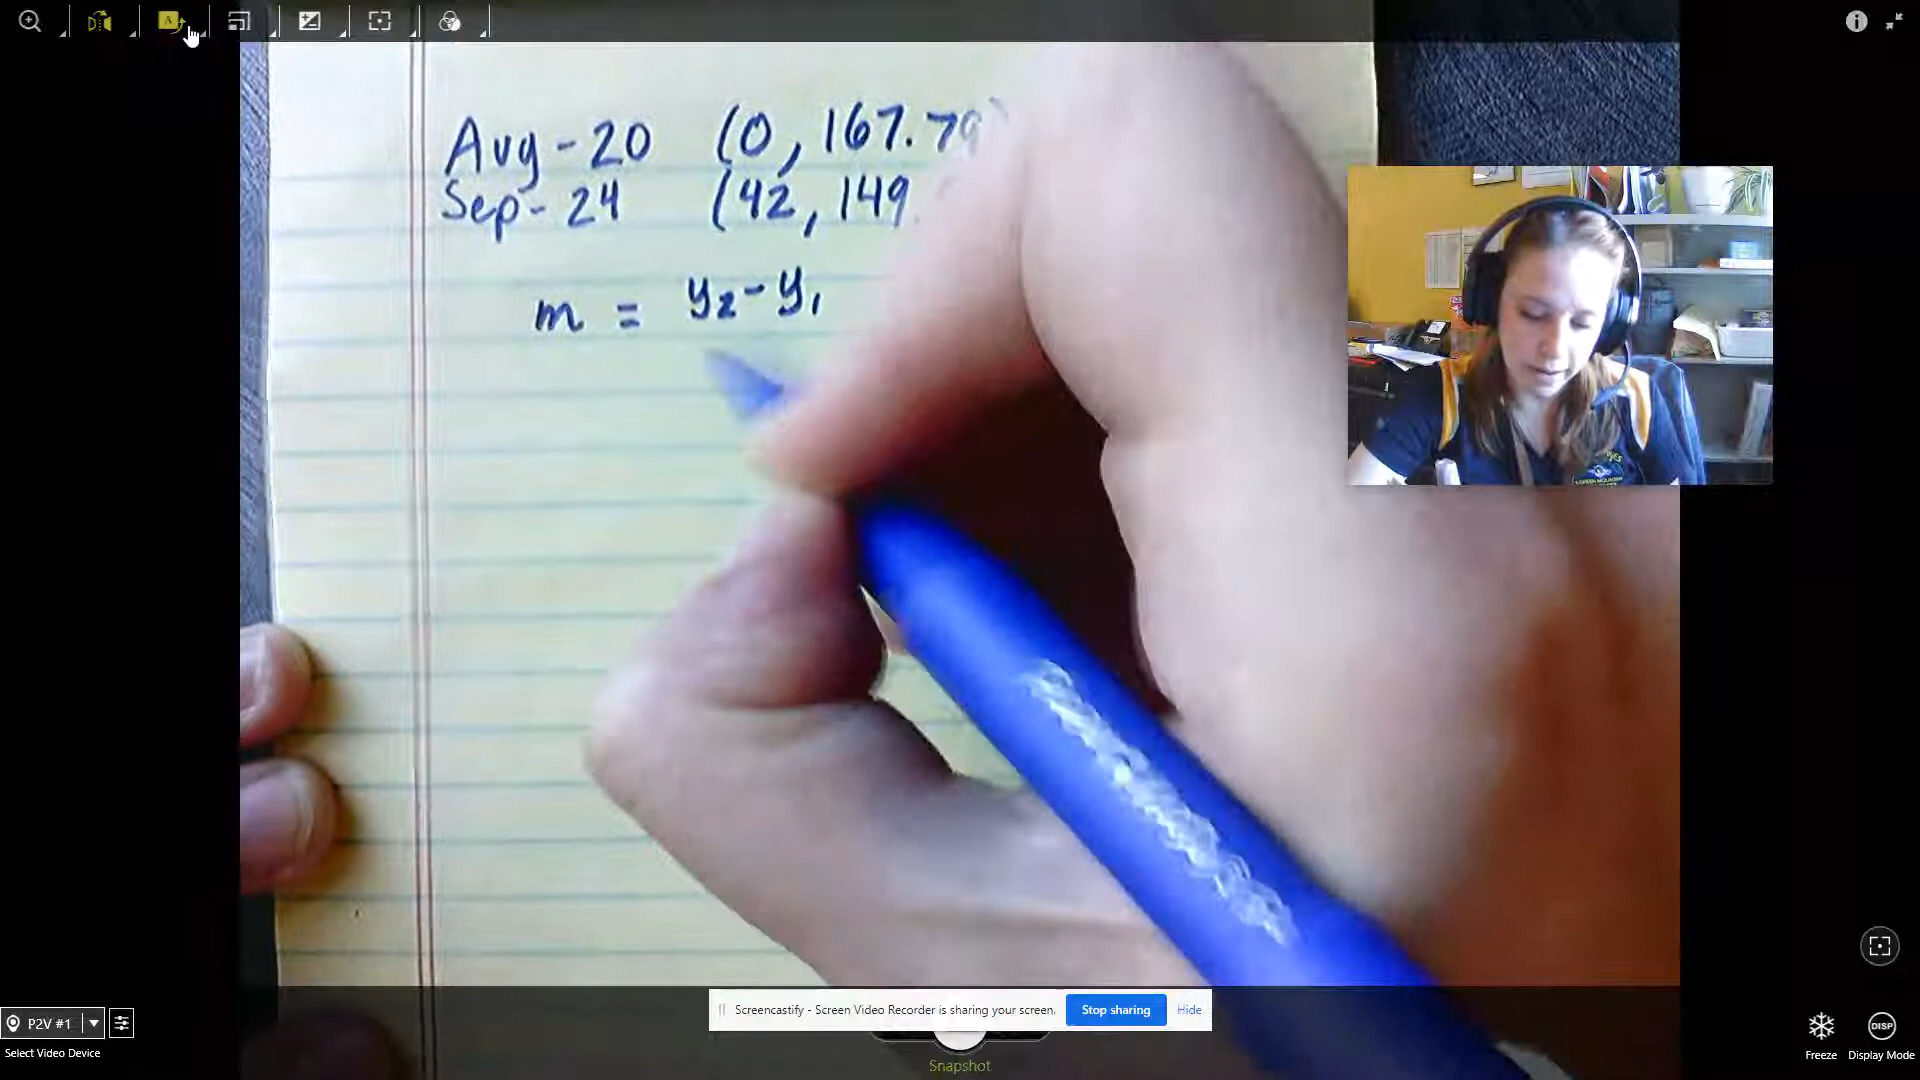 Aug-20 (0, 167.79)
Sep-24 (42, 149.
m = y₂-y₁
Screencastify - Screen Video Recorder is sharing your screen.
Stop sharing
Hide
P2V #1
Select Video Device
Snapshot
Freeze
DISP
Display Mode